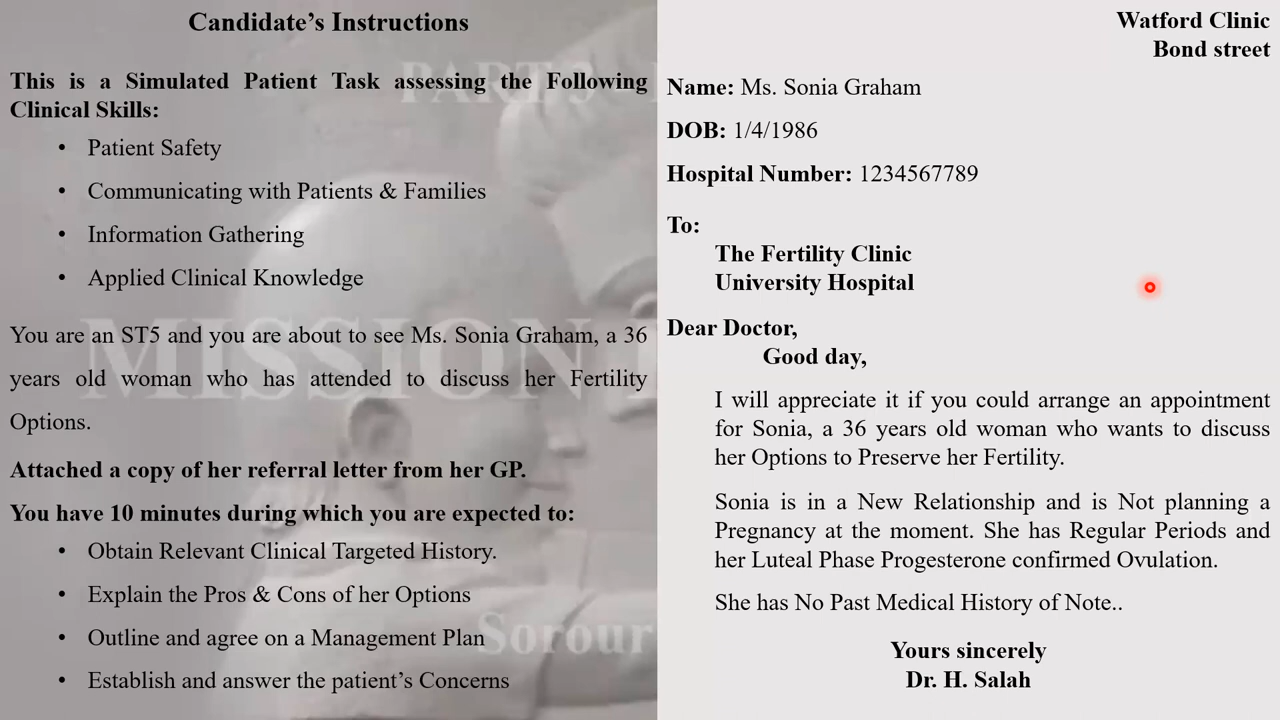 Candidate's Instructions
This is a Simulated Patient Task assessing the Following
Clinical Skills:
• Patient Safety
• Communicating with Patients & Families
• Information Gathering
• Applied Clinical Knowledge
You are an ST5 and you are about to see Ms. Sonia Graham, a 36
years old woman who has attended to discuss her Fertility
Options.
Attached a copy of her referral letter from her GP.
You have 10 minutes during which you are expected to:
• Obtain Relevant Clinical Targeted History.
• Explain the Pros & Cons of her Options
• Outline and agree on a Management Plan
• Establish and answer the patient's Concerns
PART 3
MISSION
Sorour
Watford Clinic
Bond street
Name: Ms. Sonia Graham
DOB: 1/4/1986
Hospital Number: 1234567789
To:
The Fertility Clinic
University Hospital
Dear Doctor,
Good day,
I will appreciate it if you could arrange an appointment
for Sonia, a 36 years old woman who wants to discuss
her Options to Preserve her Fertility.
Sonia is in a New Relationship and is Not planning a
Pregnancy at the moment. She has Regular Periods and
her Luteal Phase Progesterone confirmed Ovulation.
She has No Past Medical History of Note..
Yours sincerely
Dr. H. Salah